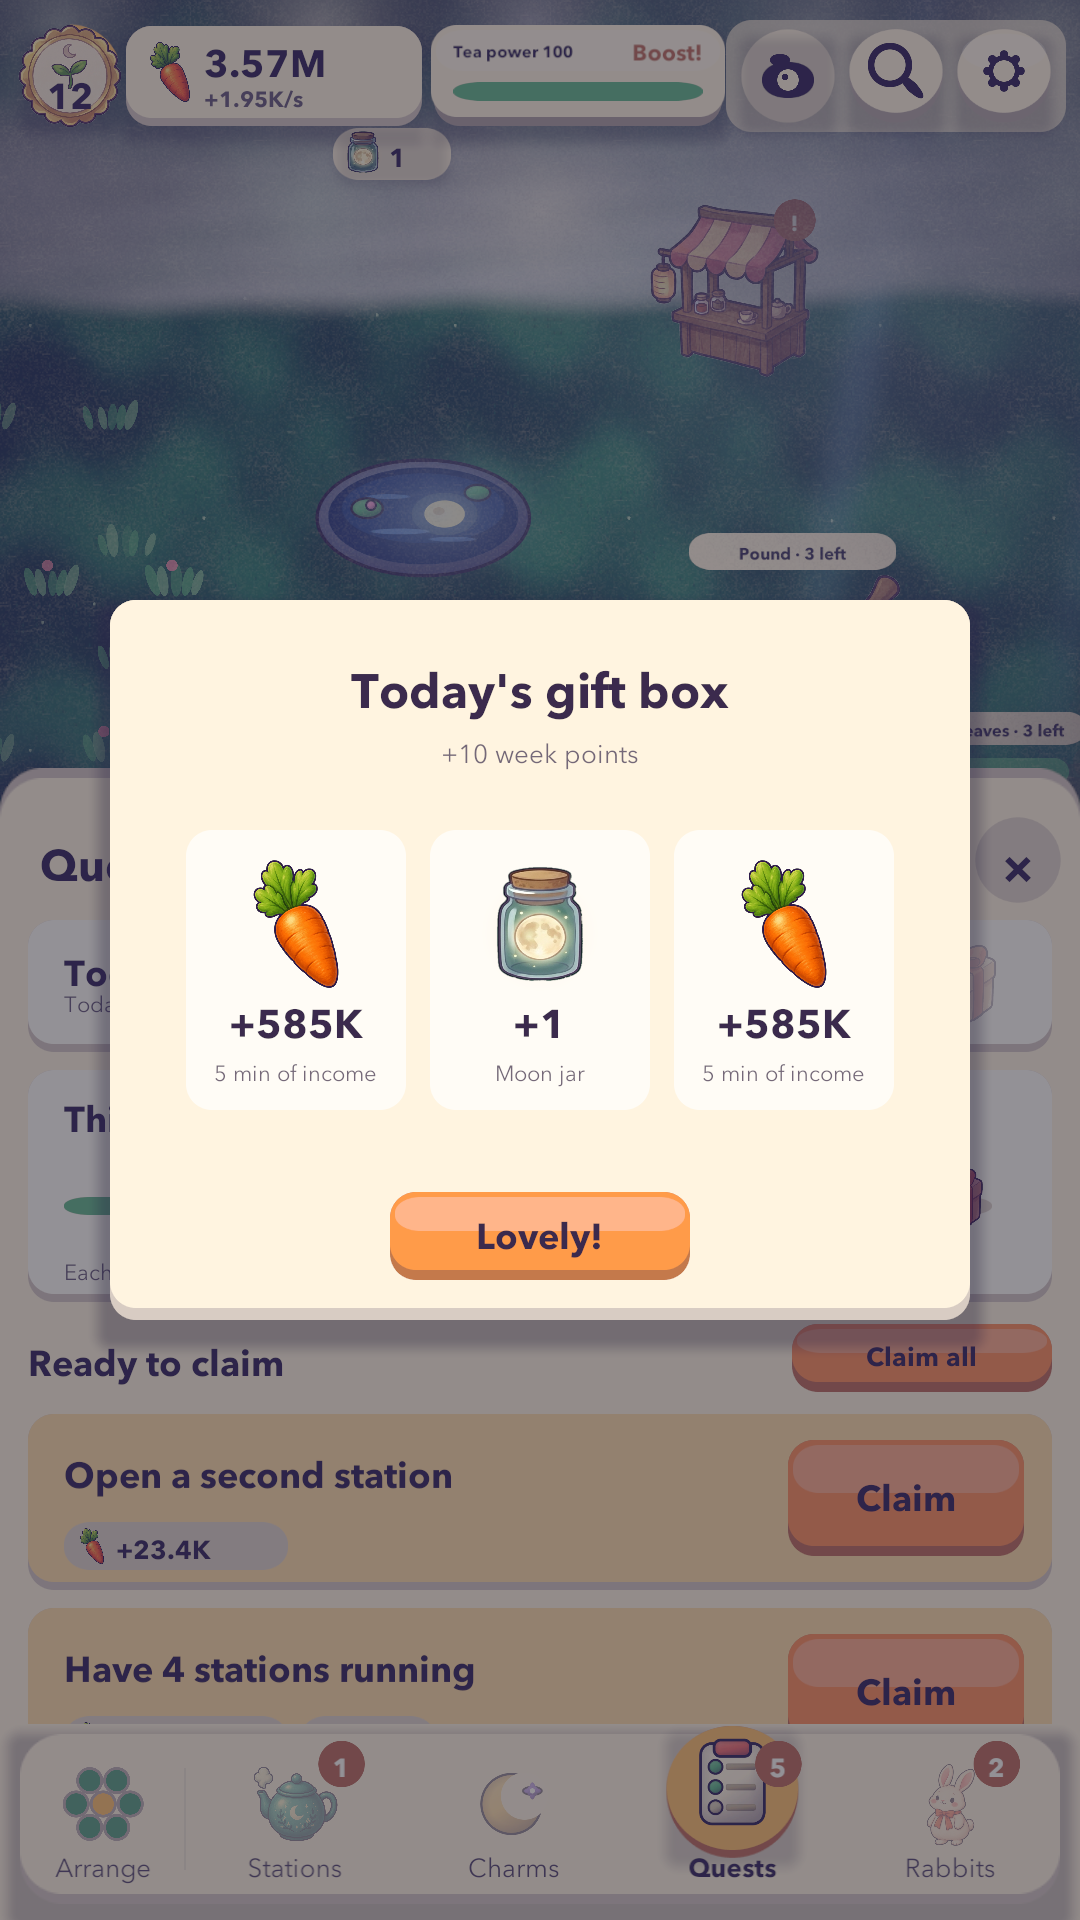 12
3.57M
+1.95K/s
Tea power 100
Boost!
1
!
Pound · 3 left
eaves · 3 left
Today's gift box
+10 week points
+585K
5 min of income
+1
Moon jar
+585K
5 min of income
Lovely!
Que
To
Toda
Thi
Each
Ready to claim
Claim all
Open a second station
+23.4K
Claim
Have 4 stations running
Claim
Arrange
1
Stations
Charms
5
Quests
2
Rabbits